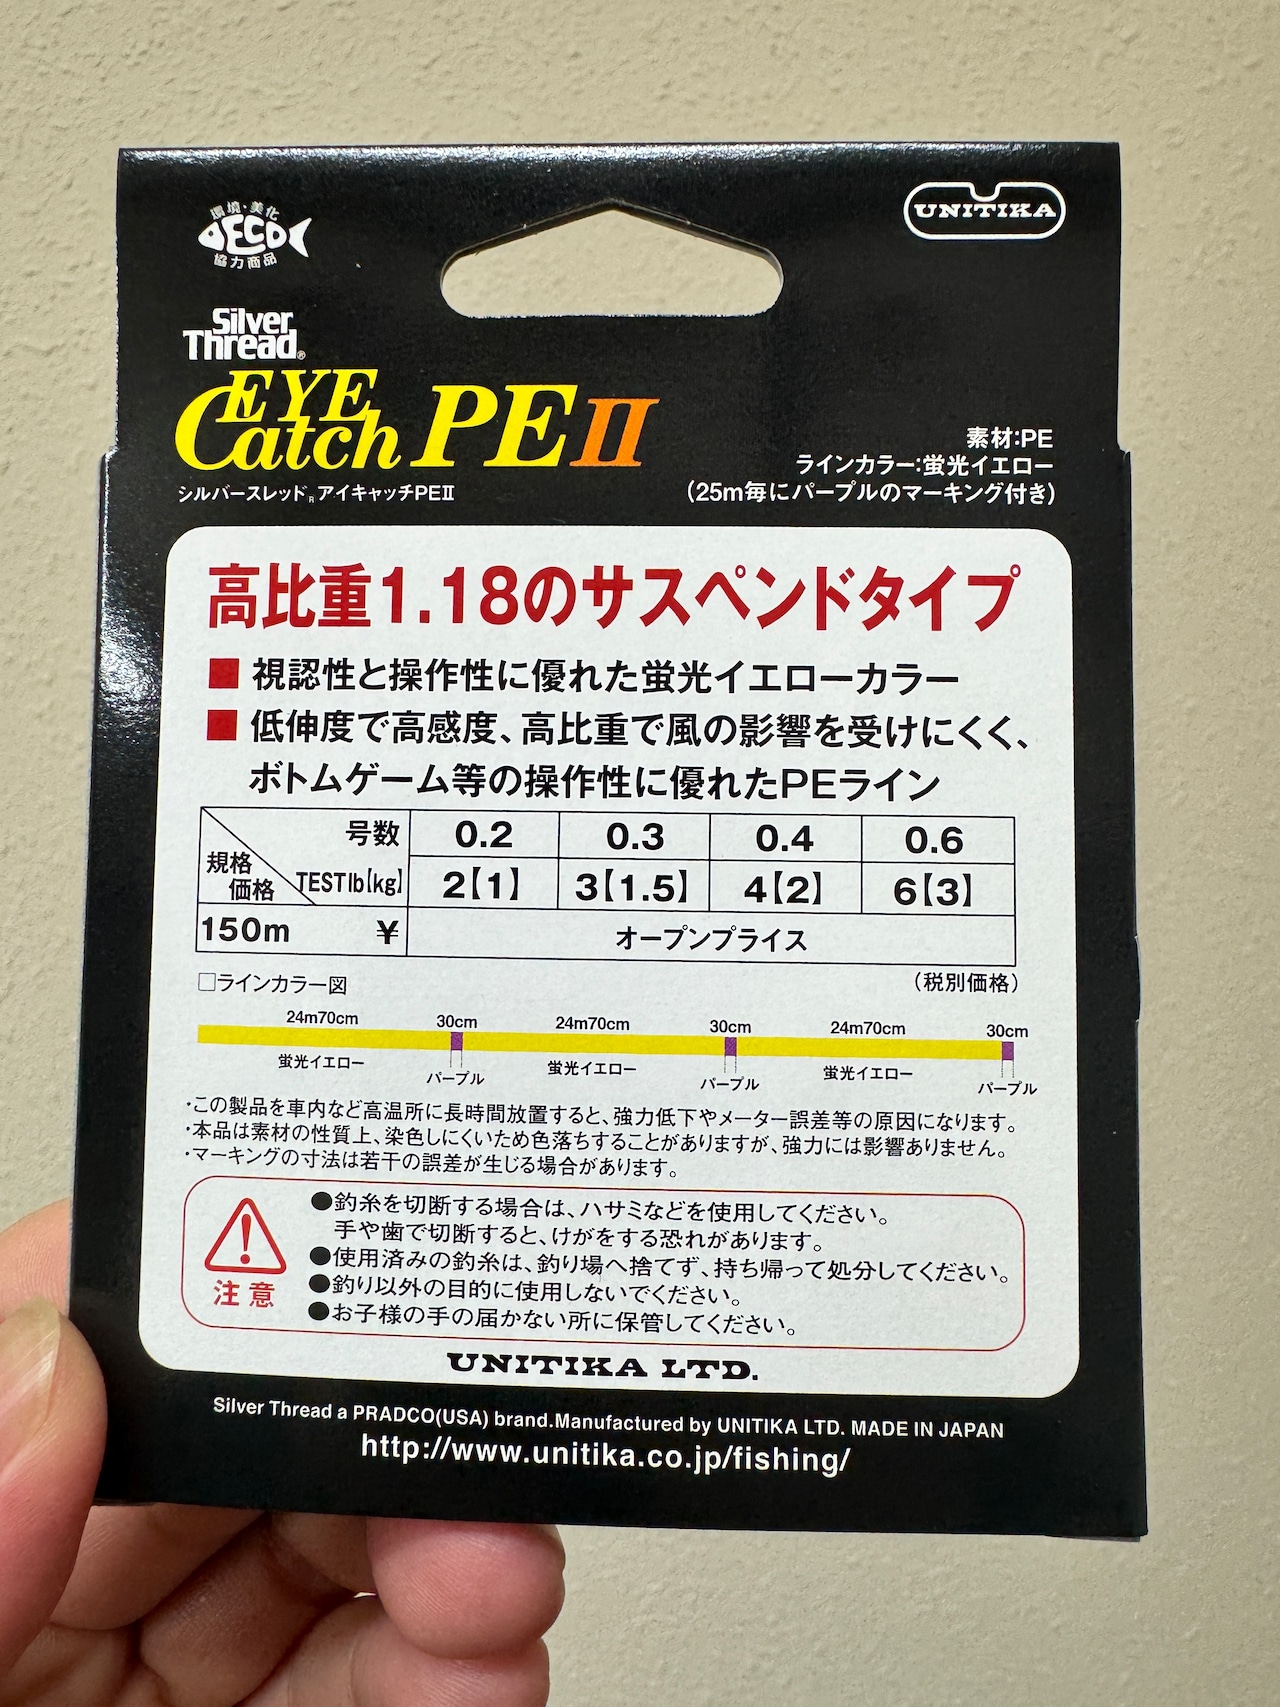 環境・美化
ECO
協力商品
UNITIKA
Silver
Thread®
EYE
Catch PEⅡ
シルバースレッド®アイキャッチPEⅡ
素材:PE
ラインカラー:蛍光イエロー
(25m毎にパープルのマーキング付き)
高比重1.18のサスペンドタイプ
■ 視認性と操作性に優れた蛍光イエローカラー
■ 低伸度で高感度、高比重で風の影響を受けにくく、
ボトムゲーム等の操作性に優れたPEライン
号数 0.2 0.3 0.4 0.6
規格 価格 TEST lb[kg] 2[1] 3[1.5] 4[2] 6[3]
150m ¥ オープンプライス
□ラインカラー図 (税別価格)
24m70cm 30cm 24m70cm 30cm 24m70cm 30cm
蛍光イエロー パープル 蛍光イエロー パープル 蛍光イエロー パープル
・この製品を車内など高温所に長時間放置すると、強力低下やメーター誤差等の原因になります。
・本品は素材の性質上、染色しにくいため色落ちすることがありますが、強力には影響ありません。
・マーキングの寸法は若干の誤差が生じる場合があります。
注意
●釣糸を切断する場合は、ハサミなどを使用してください。
手や歯で切断すると、けがをする恐れがあります。
●使用済みの釣糸は、釣り場へ捨てず、持ち帰って処分してください。
●釣り以外の目的に使用しないでください。
●お子様の手の届かない所に保管してください。
UNITIKA LTD.
Silver Thread a PRADCO(USA) brand.Manufactured by UNITIKA LTD. MADE IN JAPAN
http://www.unitika.co.jp/fishing/